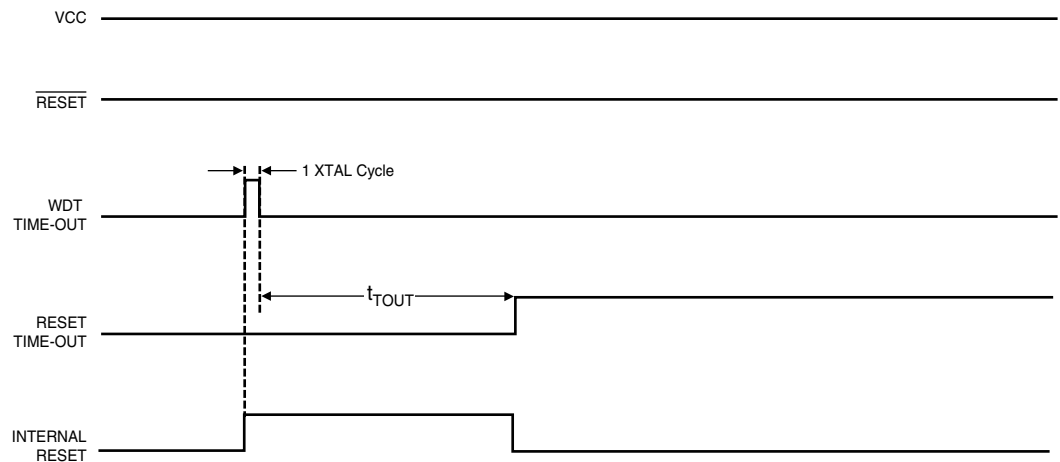 VCC
RESET
1 XTAL Cycle
WDT
TIME-OUT
tTOUT
RESET
TIME-OUT
INTERNAL
RESET